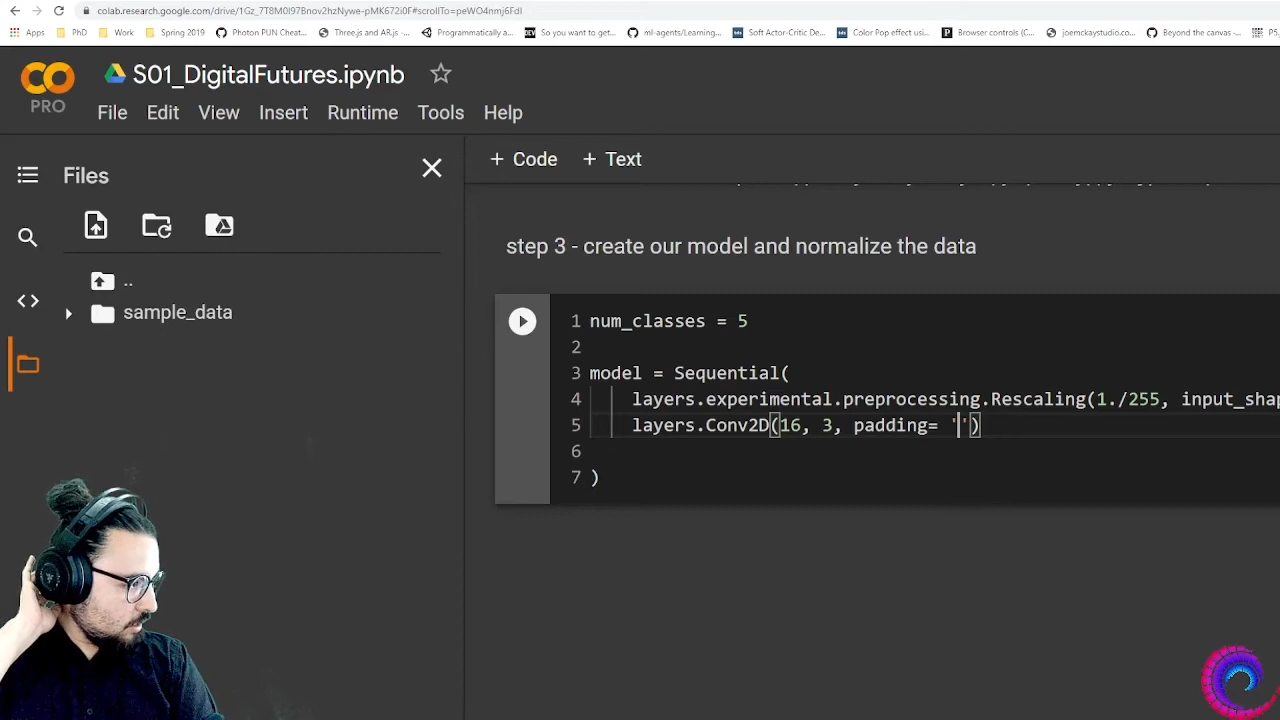 colab.research.google.com/drive/1Gz_7T8M0I97Bnov2hzNywe-pMK672i0F#scrollTo=peWO4nmj6FdI
Apps PhD Work Spring 2019 Photon PUN Cheat... Three.js and AR.js -... Programmatically a... So you want to get... ml-agents/Learning... Soft Actor-Critic De... Color Pop effect usi... Browser controls (C... joemckaystudio.co... Beyond the canvas -...
S01_DigitalFutures.ipynb
PRO
File Edit View Insert Runtime Tools Help
+ Code + Text
Files
..
sample_data
step 3 - create our model and normalize the data
1 num_classes = 5
2
3 model = Sequential(
4 layers.experimental.preprocessing.Rescaling(1./255, input_shap
5 layers.Conv2D(16, 3, padding= '')
6
7 )